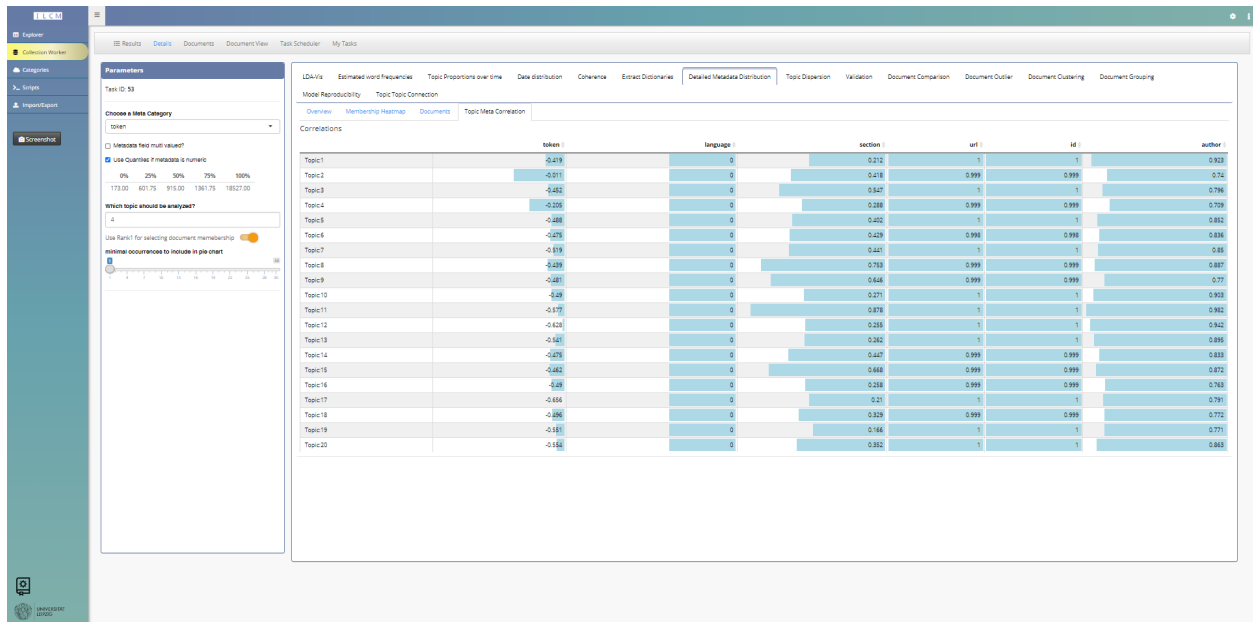 ILCM
Explorer
Collession Worker
Categories
Scripts
Import/Export
Screenshot
UNIVERSITÄT
LEIPZIG
Results Details Documents Document View Task Scheduler My Tasks
Parameters
Task ID: 53
Choose a Meta Category
token
Metadata field multi valued?
Use Quantiles if metadata is numeric
0% 25% 50% 75% 100%
173.00 601.75 915.00 1361.75 18527.00
Which topic should be analyzed?
4
Use Rank1 for selecting document memebership
minimal occurrences to include in pie chart
LDA-Vis Estimated word frequencies Topic Proportions over time Date distribution Coherence Extract Dictionaries Detailed Metadata Distribution Topic Dispersion Validation Document Comparison Document Outlier Document Clustering Document Grouping
Model Reproducibility Topic Topic Connection
Overview Membership Heatmap Documents Topic Meta Correlation
Correlations
token language section url id author
Topic1 -0.419 0 0.212 1 1 0.923
Topic2 -0.011 0 0.418 0.999 0.999 0.74
Topic3 -0.452 0 0.547 1 1 0.796
Topic4 -0.205 0 0.288 0.999 0.999 0.709
Topic5 -0.488 0 0.402 1 1 0.852
Topic6 -0.475 0 0.429 0.998 0.998 0.836
Topic7 -0.519 0 0.441 1 1 0.85
Topic8 -0.439 0 0.753 0.999 0.999 0.887
Topic9 -0.481 0 0.646 0.999 0.999 0.77
Topic10 -0.49 0 0.271 1 1 0.903
Topic11 -0.577 0 0.878 1 1 0.982
Topic12 -0.628 0 0.255 1 1 0.942
Topic13 -0.541 0 0.262 1 1 0.895
Topic14 -0.475 0 0.447 0.999 0.999 0.833
Topic15 -0.462 0 0.668 0.999 0.999 0.872
Topic16 -0.49 0 0.258 0.999 0.999 0.763
Topic17 -0.656 0 0.21 1 1 0.791
Topic18 -0.496 0 0.329 0.999 0.999 0.772
Topic19 -0.551 0 0.166 1 1 0.771
Topic20 -0.554 0 0.352 1 1 0.863